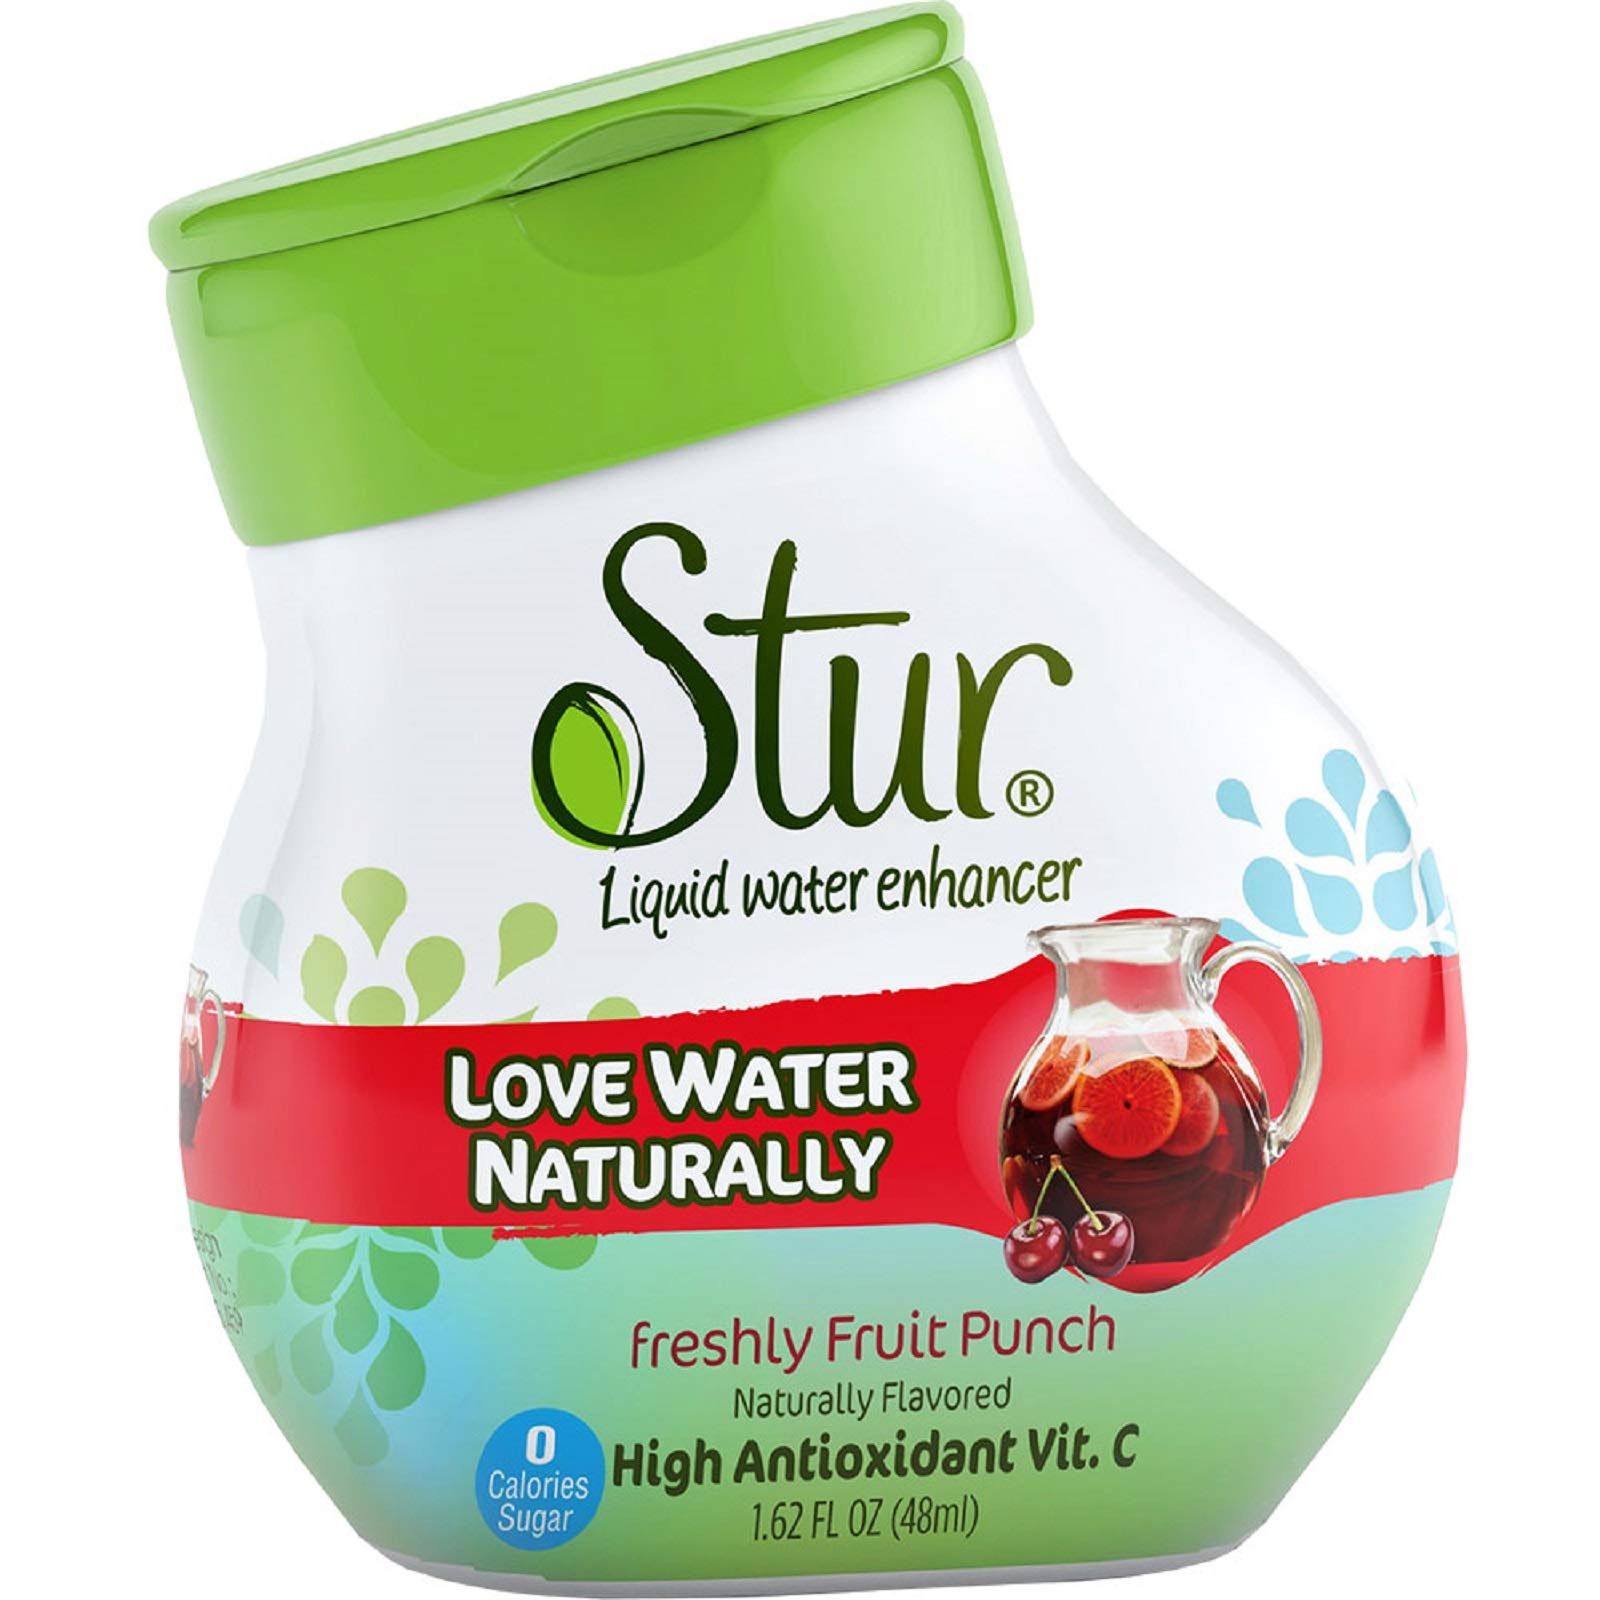 Stur®
Liquid water enhancer
LOVE WATER
NATURALLY
freshly Fruit Punch
Naturally Flavored
0
Calories
Sugar
High Antioxidant Vit. C
1.62 FL OZ (48ml)